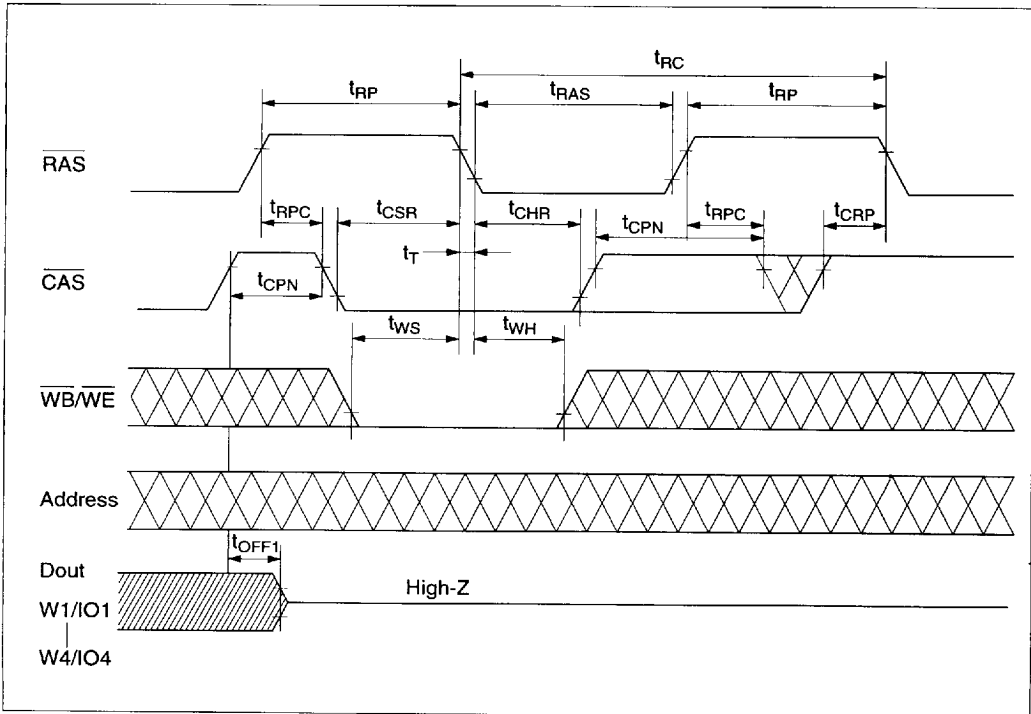 tRC
tRP
tRAS
tRP
RAS
tRPC
tCSR
tCHR
tCPN
tRPC
tCRP
tT
CAS
tCPN
tWS
tWH
WB/WE
Address
tOFF1
Dout
High-Z
W1/IO1
W4/IO4